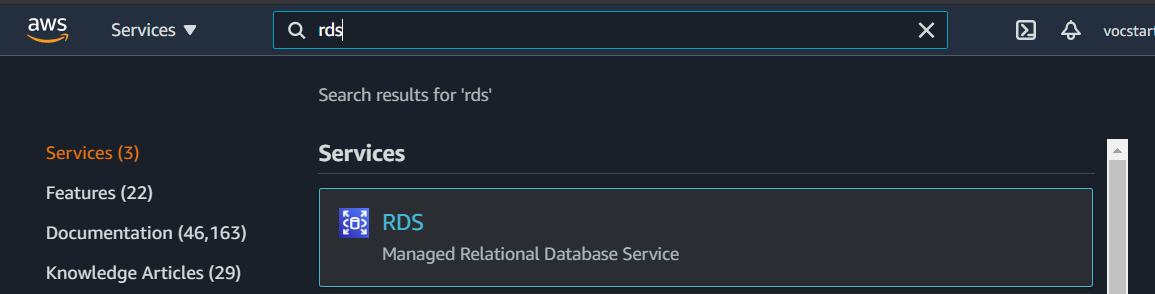 aws
Services ▼
rds
vocstart
Search results for 'rds'
Services (3)
Features (22)
Documentation (46,163)
Knowledge Articles (29)
Services
RDS
Managed Relational Database Service